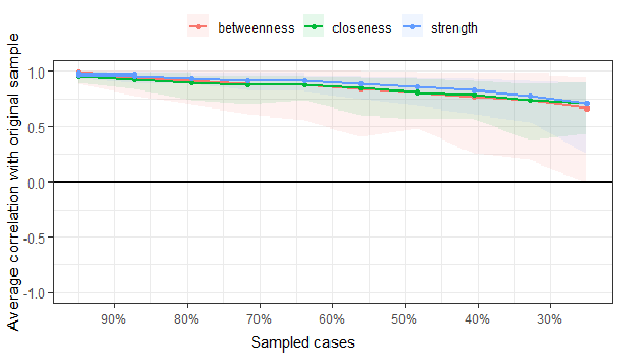 betweenness closeness strength
Average correlation with original sample
1.0
0.5
0.0
-0.5
-1.0
90% 80% 70% 60% 50% 40% 30%
Sampled cases